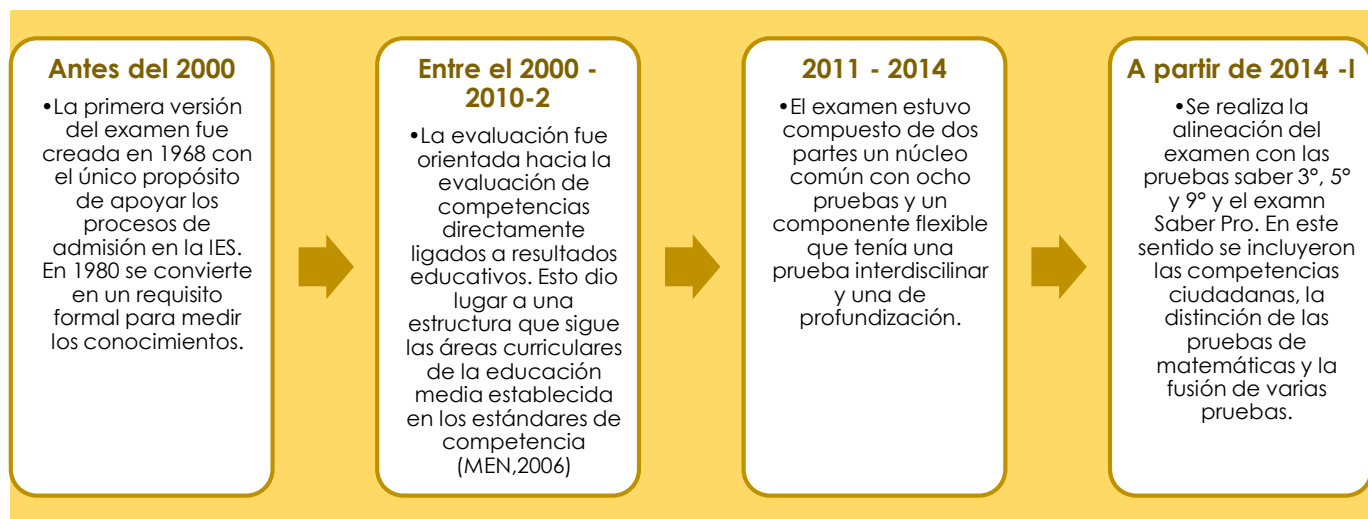 Antes del 2000
•La primera versión
del examen fue
creada en 1968 con
el único propósito
de apoyar los
procesos de
admisión en la IES.
En 1980 se convierte
en un requisito
formal para medir
los conocimientos.
Entre el 2000 -
2010-2
•La evaluación fue
orientada hacia la
evaluación de
competencias
directamente
ligados a resultados
educativos. Esto dio
lugar a una
estructura que sigue
las áreas curriculares
de la educación
media establecida
en los estándares de
competencia
(MEN,2006)
2011 - 2014
•El examen estuvo
compuesto de dos
partes un núcleo
común con ocho
pruebas y un
componente flexible
que tenía una
prueba interdiscilinar
y una de
profundización.
A partir de 2014 -I
•Se realiza la
alineación del
examen con las
pruebas saber 3°, 5°
y 9° y el examn
Saber Pro. En este
sentido se incluyeron
las competencias
ciudadanas, la
distinción de las
pruebas de
matemáticas y la
fusión de varias
pruebas.